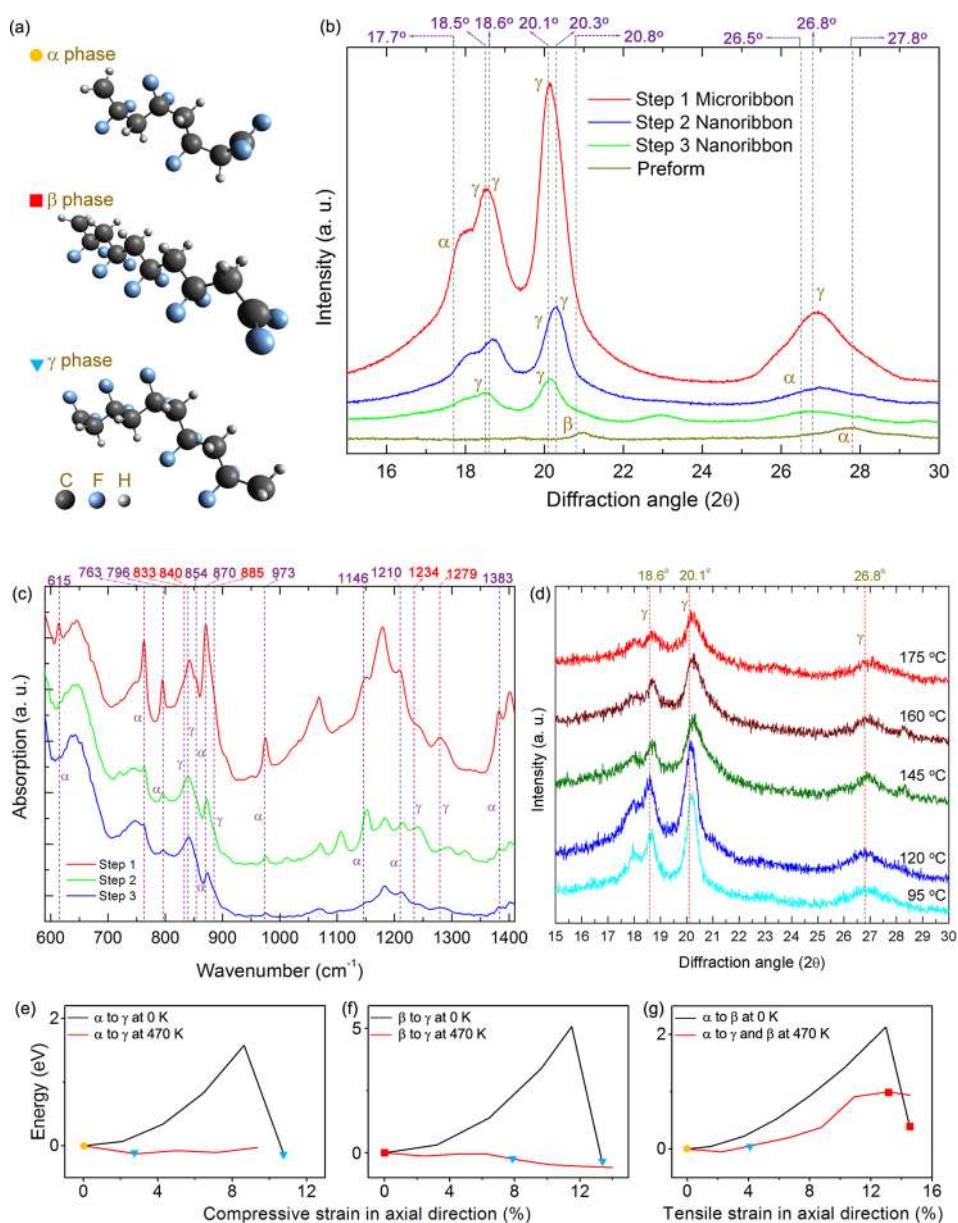 (a)
α phase
β phase
γ phase
C F H
(b)
17.7º 18.5º 18.6º 20.1º 20.3º 20.8º 26.5º 26.8º 27.8º
Step 1 Microribbon
Step 2 Nanoribbon
Step 3 Nanoribbon
Preform
γ
γ γ
α
γ
γ γ
α
γ γ
β α
Intensity (a. u.)
16 18 20 22 24 26 28 30
Diffraction angle (2θ)
(c)
615 763 796 833 840 854 870 885 973 1146 1210 1234 1279 1383
α α α γ γ α α γ α α α γ γ α
Step 1
Step 2
Step 3
Absorption (a. u.)
600 700 800 900 1000 1100 1200 1300 1400
Wavenumber (cm⁻¹)
(d)
18.6º 20.1º 26.8º
γ γ γ
175 ºC
160 ºC
145 ºC
120 ºC
95 ºC
Intensity (a. u.)
15 16 17 18 19 20 21 22 23 24 25 26 27 28 29 30
Diffraction angle (2θ)
(e)
α to γ at 0 K
α to γ at 470 K
2
0
Energy (eV)
0 4 8 12
(f)
β to γ at 0 K
β to γ at 470 K
5
0
0 4 8 12
Compressive strain in axial direction (%)
(g)
α to β at 0 K
α to γ and β at 470 K
2
0
0 4 8 12 16
Tensile strain in axial direction (%)